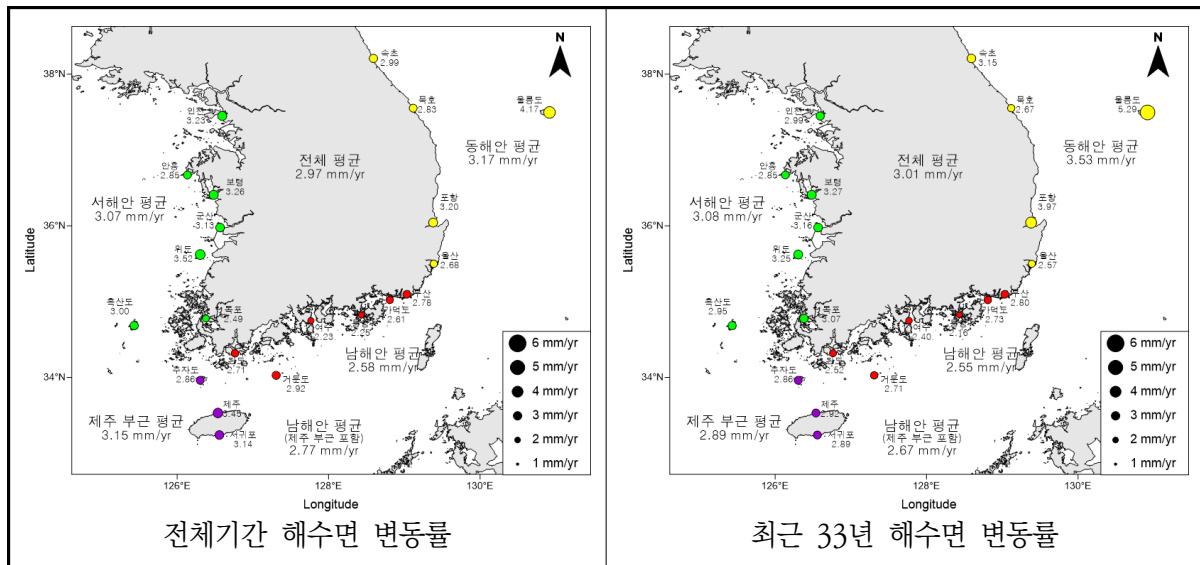 N
38°N
36°N
34°N
Latitude
126°E
128°E
130°E
Longitude
속초
2.99
묵호
2.83
울릉도
4.17
동해안 평균
3.17 mm/yr
인천
3.23
전체 평균
2.97 mm/yr
안흥
2.85
보령
3.26
서해안 평균
3.07 mm/yr
군산
3.13
포항
3.20
위도
3.52
울산
2.68
부산
2.78
가덕도
2.61
흑산도
3.00
목포
2.25
2.23
2.71
남해안 평균
2.58 mm/yr
추자도
2.86
거문도
2.92
제주
제주 부근 평균
3.15 mm/yr
서귀포
3.14
남해안 평균
(제주 부근 포함)
2.77 mm/yr
6 mm/yr
5 mm/yr
4 mm/yr
3 mm/yr
2 mm/yr
1 mm/yr
전체기간 해수면 변동률
N
38°N
36°N
34°N
Latitude
126°E
128°E
130°E
Longitude
속초
3.15
묵호
2.67
울릉도
5.29
동해안 평균
3.53 mm/yr
인천
2.99
전체 평균
3.01 mm/yr
안흥
2.85
보령
3.27
서해안 평균
3.08 mm/yr
군산
3.16
포항
3.97
위도
3.25
울산
2.57
부산
2.80
가덕도
2.73
흑산도
2.95
목포
3.07
2.40
2.52
남해안 평균
2.55 mm/yr
추자도
2.86
거문도
2.71
제주
2.92
제주 부근 평균
2.89 mm/yr
서귀포
2.89
남해안 평균
(제주 부근 포함)
2.67 mm/yr
6 mm/yr
5 mm/yr
4 mm/yr
3 mm/yr
2 mm/yr
1 mm/yr
최근 33년 해수면 변동률